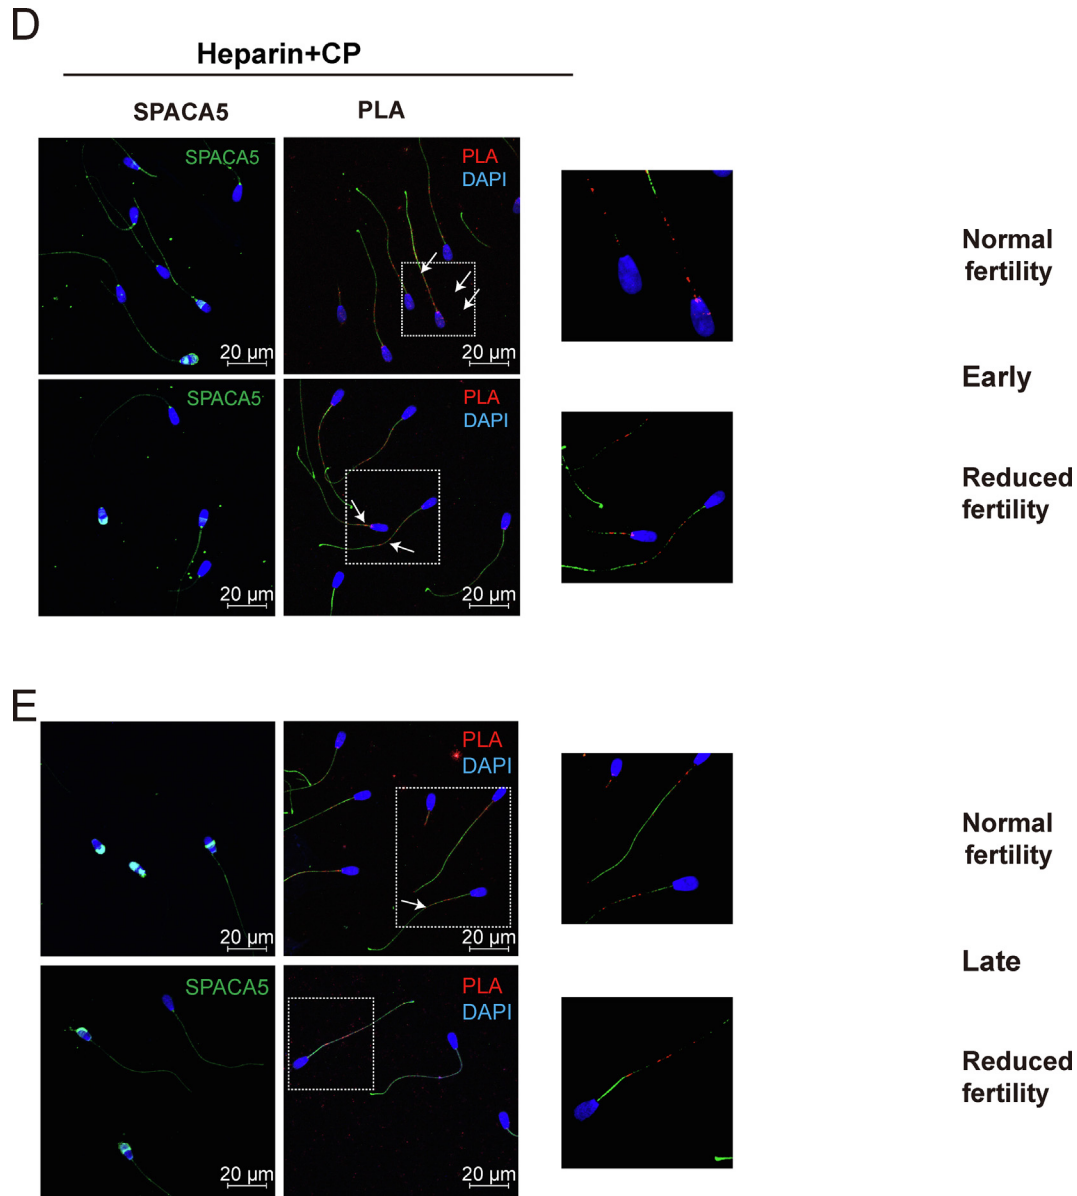 D
Heparin+CP
SPACA5 PLA
SPACA5
PLA
DAPI
20 µm
20 µm
Normal
fertility
Early
SPACA5
PLA
DAPI
20 µm
20 µm
Reduced
fertility
E
PLA
DAPI
20 µm
20 µm
Normal
fertility
Late
SPACA5
PLA
DAPI
20 µm
20 µm
Reduced
fertility